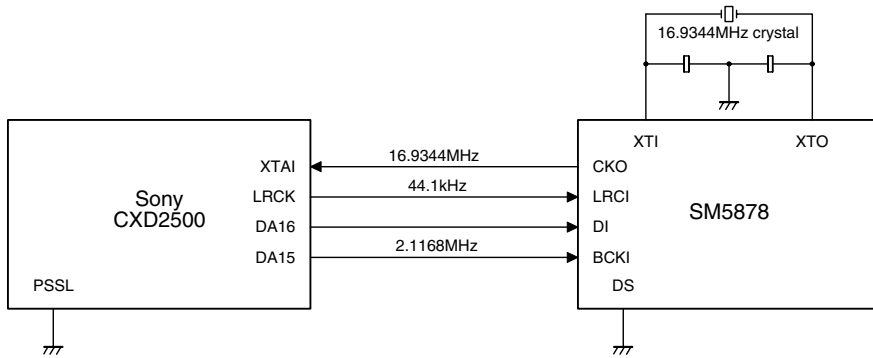 16.9344MHz crystal
XTI
XTO
XTAI
16.9344MHz
CKO
Sony
CXD2500
LRCK
44.1kHz
LRCI
SM5878
DA16
DI
DA15
2.1168MHz
BCKI
PSSL
DS